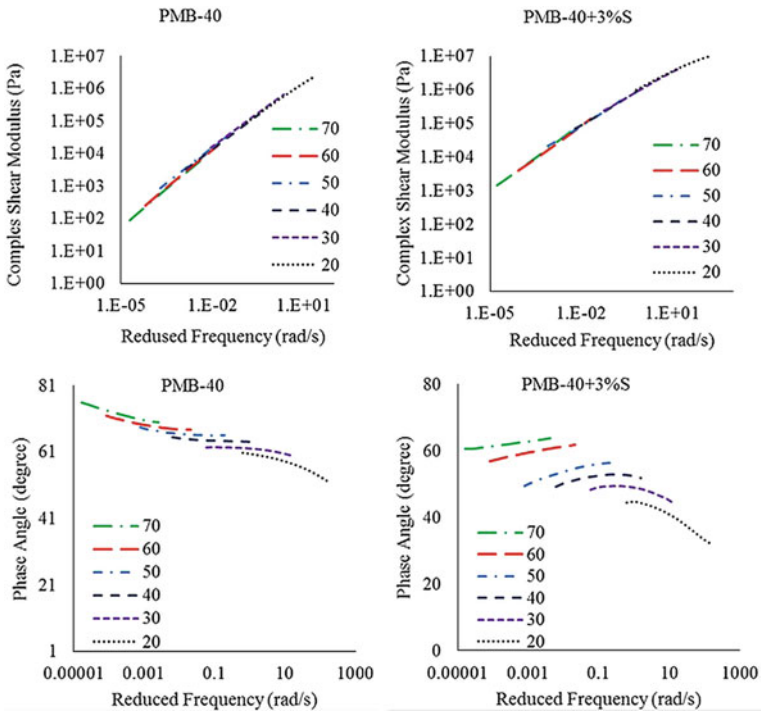 PMB-40
Comples Shear Modulus (Pa)
1.E+07
1.E+06
1.E+05
1.E+04
1.E+03
1.E+02
1.E+01
1.E+00
1.E-05
1.E-02
1.E+01
Redused Frequency (rad/s)
70
60
50
40
30
20
PMB-40+3%S
Complex Shear Modulus (Pa)
1.E+07
1.E+06
1.E+05
1.E+04
1.E+03
1.E+02
1.E+01
1.E+00
1.E-05
1.E-02
1.E+01
Reduced Frequency (rad/s)
70
60
50
40
30
20
PMB-40
Phase Angle (degree)
81
61
41
21
1
0.00001
0.001
0.1
10
1000
Reduced Frequency (rad/s)
70
60
50
40
30
20
PMB-40+3%S
Phase Angle (degree)
80
60
40
20
0
0.00001
0.001
0.1
10
1000
Reduced Frequency (rad/s)
70
60
50
40
30
20